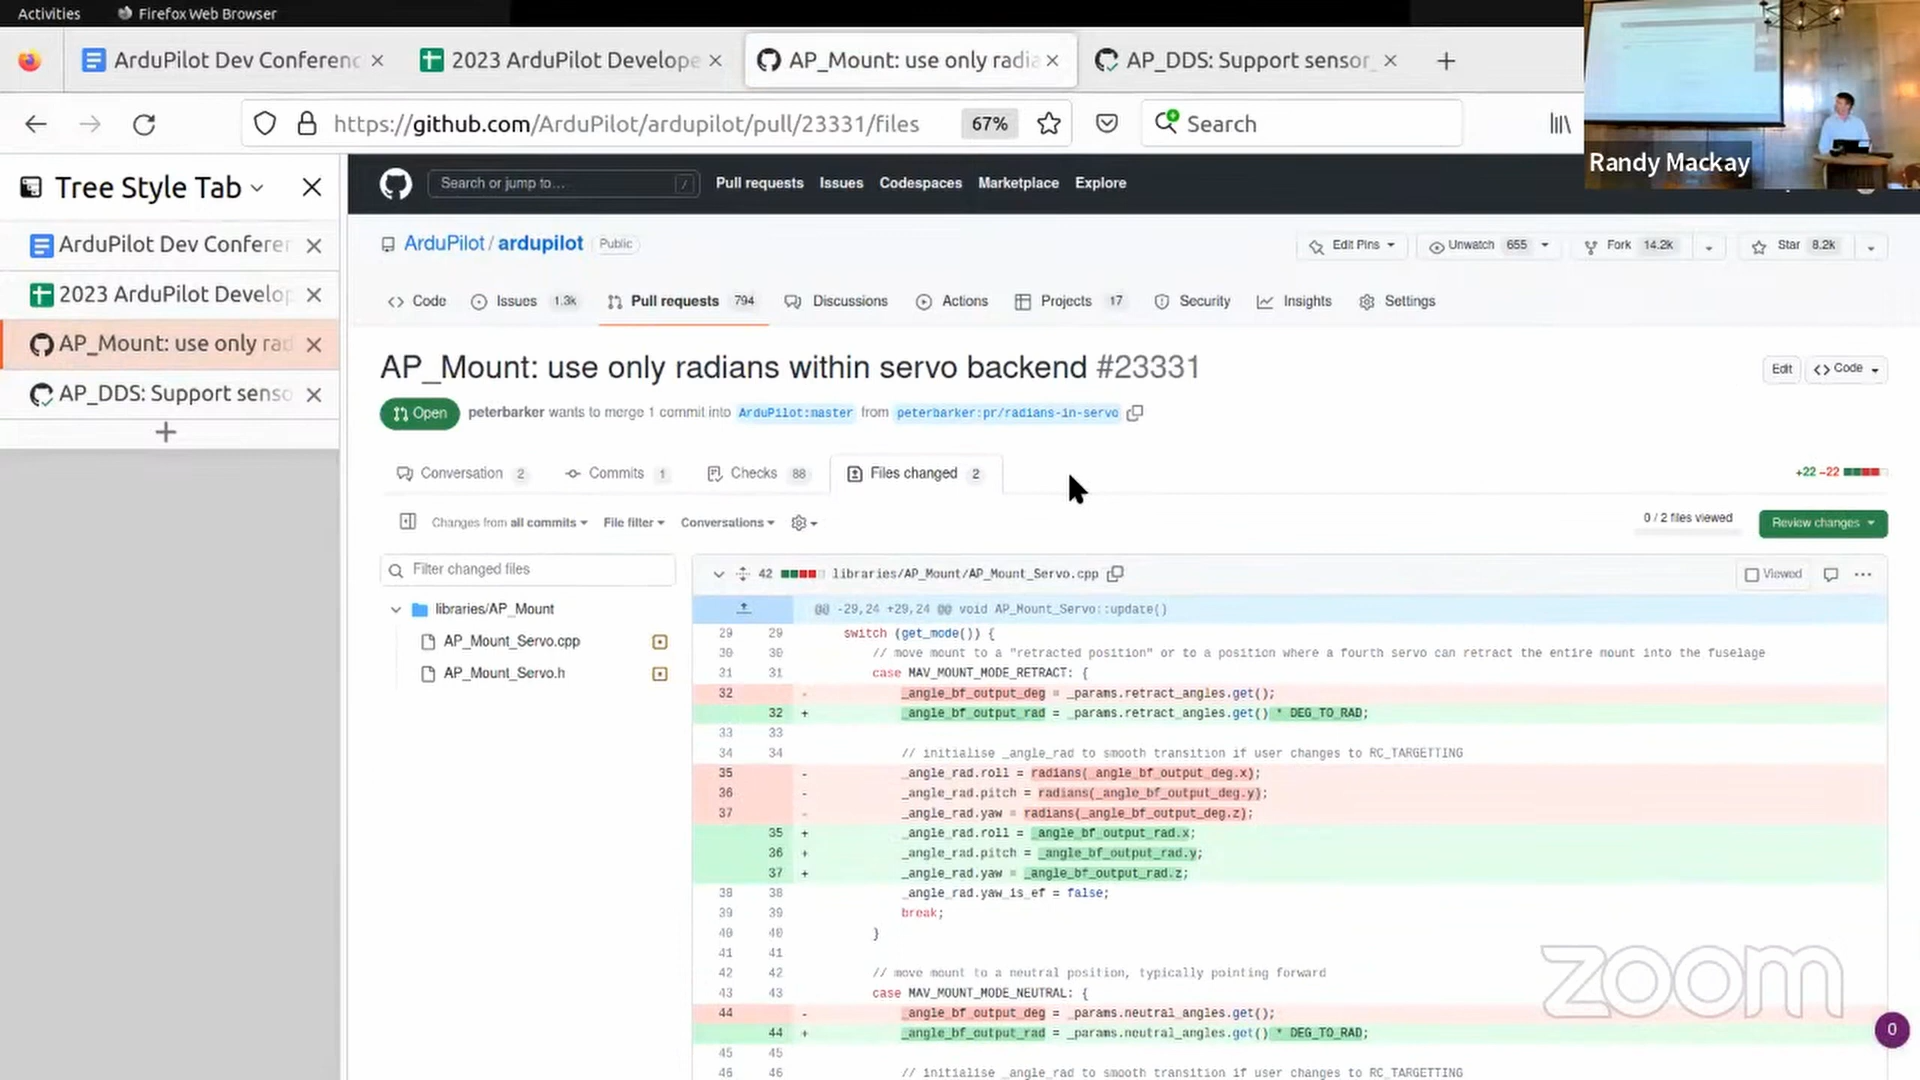 Activities
Firefox Web Browser
ArduPilot Dev Conferenc
2023 ArduPilot Develope
AP_Mount: use only radia
AP_DDS: Support sensor_
https://github.com/ArduPilot/ardupilot/pull/23331/files
67%
Search
Randy Mackay
Tree Style Tab
ArduPilot Dev Conferen
2023 ArduPilot Develop
AP_Mount: use only rad
AP_DDS: Support senso
Search or jump to...
/
Pull requests
Issues
Codespaces
Marketplace
Explore
ArduPilot / ardupilot
Public
Edit Pins
Unwatch 655
Fork 14.2k
Star 8.2k
Code
Issues 1.3k
Pull requests 794
Discussions
Actions
Projects 17
Security
Insights
Settings
AP_Mount: use only radians within servo backend #23331
Edit
Code
Open
peterbarker wants to merge 1 commit into ArduPilot:master from peterbarker:pr/radians-in-servo
Conversation 2
Commits 1
Checks 88
Files changed 2
+22 −22
Changes from all commits
File filter
Conversations
0 / 2 files viewed
Review changes
Filter changed files
libraries/AP_Mount
AP_Mount_Servo.cpp
AP_Mount_Servo.h
42 libraries/AP_Mount/AP_Mount_Servo.cpp
Viewed
@@ -29,24 +29,24 @@ void AP_Mount_Servo::update()
29 29 switch (get_mode()) {
30 30 // move mount to a "retracted position" or to a position where a fourth servo can retract the entire mount into the fuselage
31 31 case MAV_MOUNT_MODE_RETRACT: {
32 - _angle_bf_output_deg = _params.retract_angles.get();
32 + _angle_bf_output_rad = _params.retract_angles.get() * DEG_TO_RAD;
33 33
34 34 // initialise _angle_rad to smooth transition if user changes to RC_TARGETTING
35 - _angle_rad.roll = radians(_angle_bf_output_deg.x);
36 - _angle_rad.pitch = radians(_angle_bf_output_deg.y);
37 - _angle_rad.yaw = radians(_angle_bf_output_deg.z);
35 + _angle_rad.roll = _angle_bf_output_rad.x;
36 + _angle_rad.pitch = _angle_bf_output_rad.y;
37 + _angle_rad.yaw = _angle_bf_output_rad.z;
38 38 _angle_rad.yaw_is_ef = false;
39 39 break;
40 40 }
41 41
42 42 // move mount to a neutral position, typically pointing forward
43 43 case MAV_MOUNT_MODE_NEUTRAL: {
44 - _angle_bf_output_deg = _params.neutral_angles.get();
44 + _angle_bf_output_rad = _params.neutral_angles.get() * DEG_TO_RAD;
45 45
46 46 // initialise _angle_rad to smooth transition if user changes to RC_TARGETTING
zoom
0